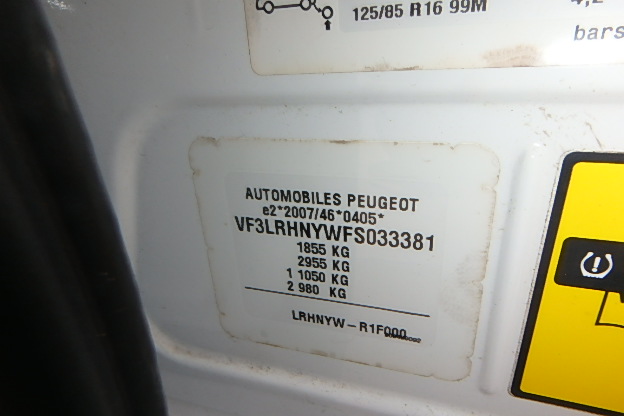 125/85 R16 99M
bars
AUTOMOBILES PEUGEOT
e2*2007/46*0405*
VF3LRHNYWFS033381
1855 KG
2955 KG
1 1050 KG
2 980 KG
LRHNYW-R1F000